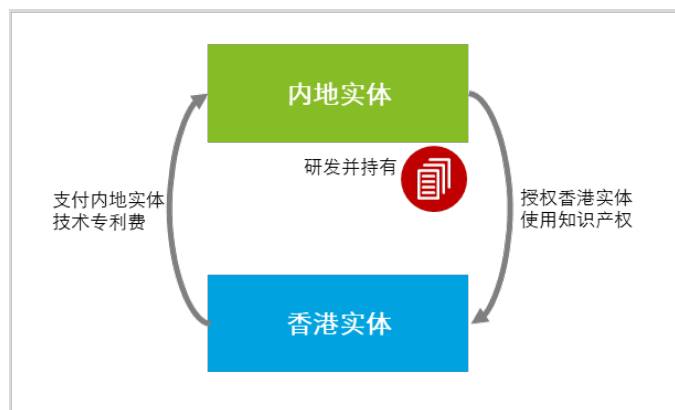 内地实体
研发并持有
支付内地实体
技术专利费
授权香港实体
使用知识产权
香港实体